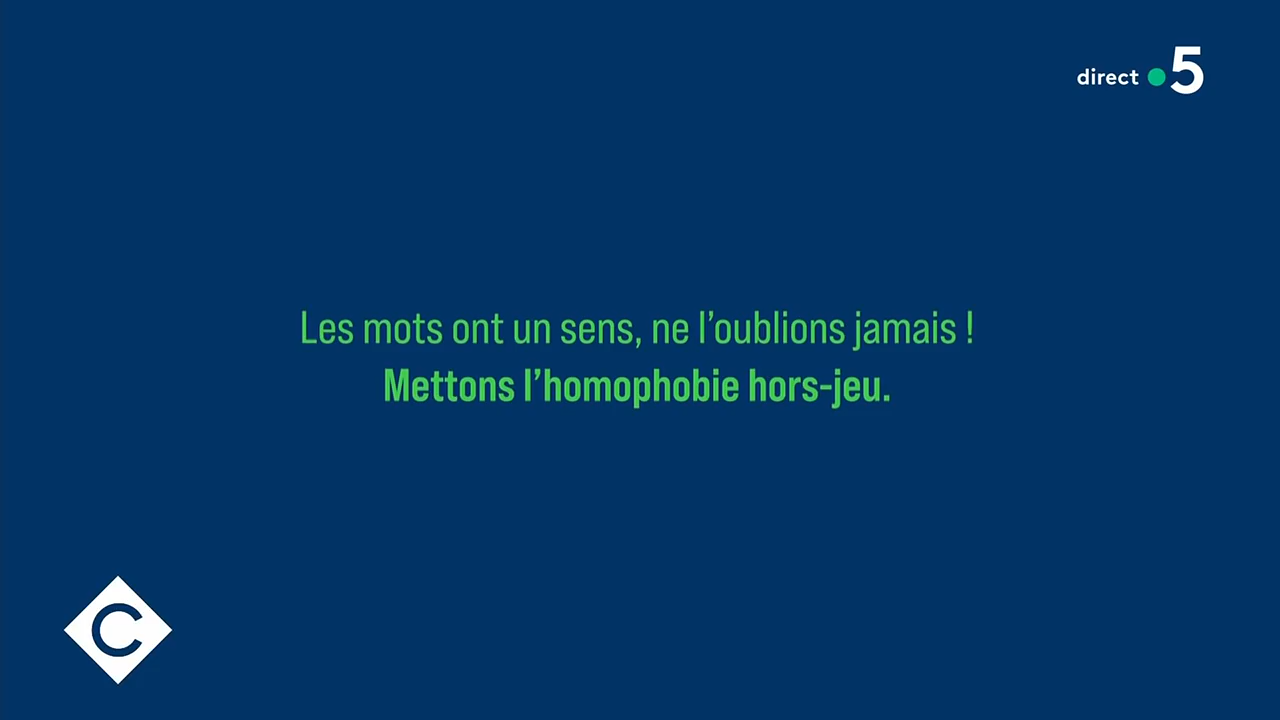 direct 5
Les mots ont un sens, ne l’oublions jamais !
Mettons l’homophobie hors-jeu.
C